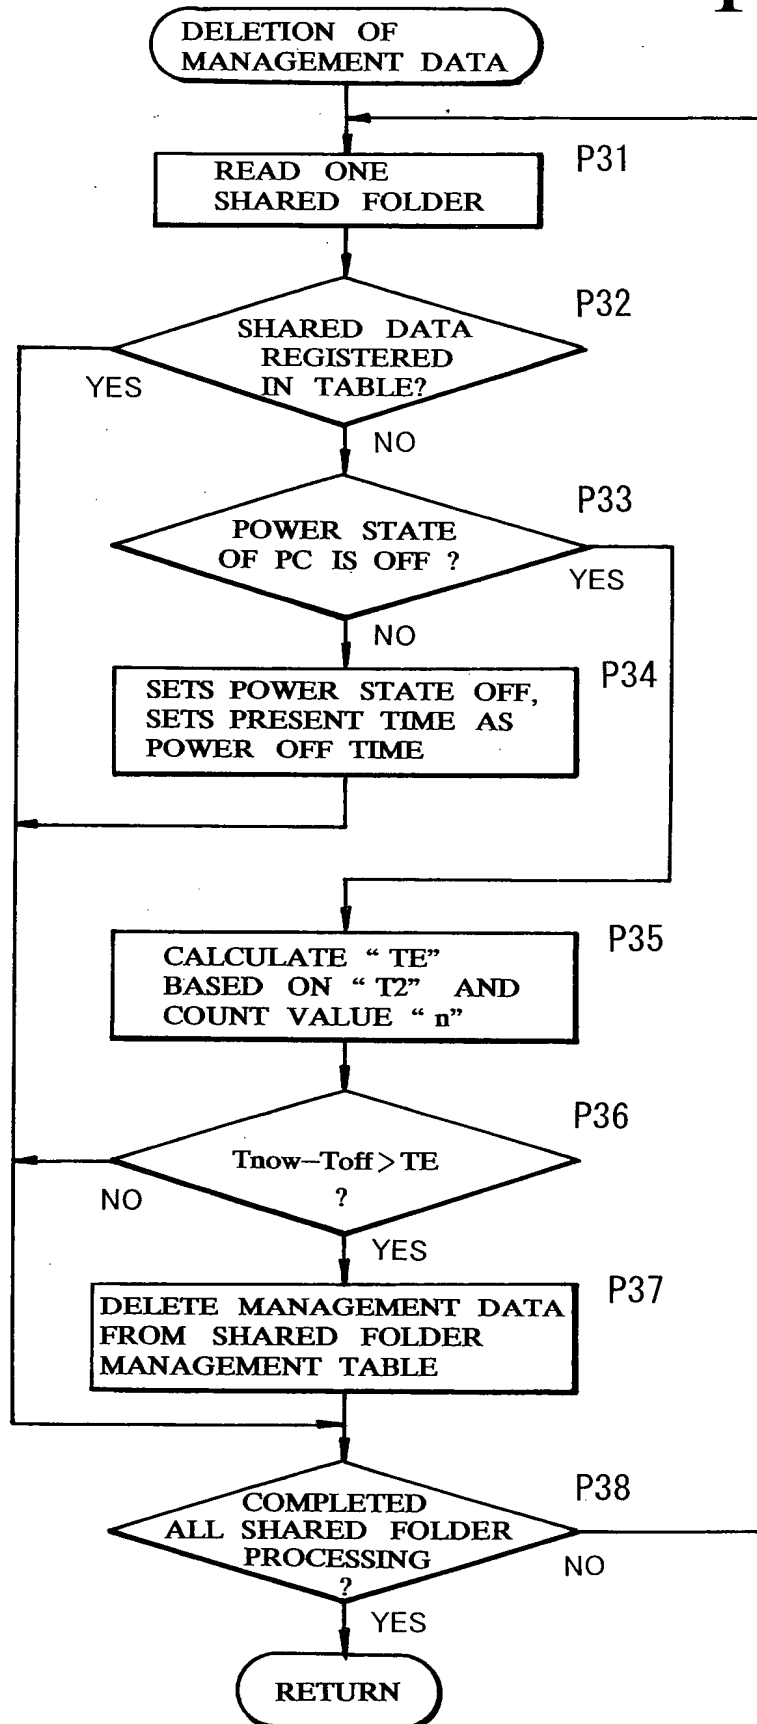 DELETION OF
MANAGEMENT DATA
P31
READ ONE
SHARED FOLDER
P32
SHARED DATA
REGISTERED
IN TABLE?
YES
NO
P33
POWER STATE
OF PC IS OFF ?
YES
NO
P34
SETS POWER STATE OFF,
SETS PRESENT TIME AS
POWER OFF TIME
P35
CALCULATE “ TE”
BASED ON “ T2” AND
COUNT VALUE “ n”
P36
Tnow−Toff > TE
?
NO
YES
P37
DELETE MANAGEMENT DATA
FROM SHARED FOLDER
MANAGEMENT TABLE
P38
COMPLETED
ALL SHARED FOLDER
PROCESSING
?
NO
YES
RETURN